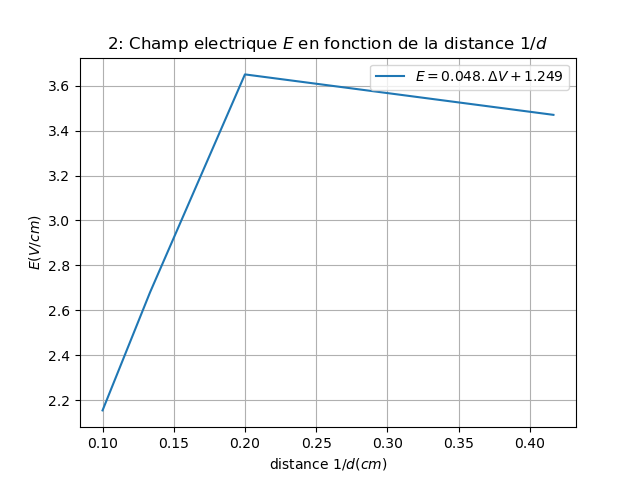 2: Champ electrique E en fonction de la distance 1/d
E = 0.048. ΔV + 1.249
3.6
3.4
3.2
3.0
2.8
2.6
2.4
2.2
E(V/cm)
0.10 0.15 0.20 0.25 0.30 0.35 0.40
distance 1/d(cm)